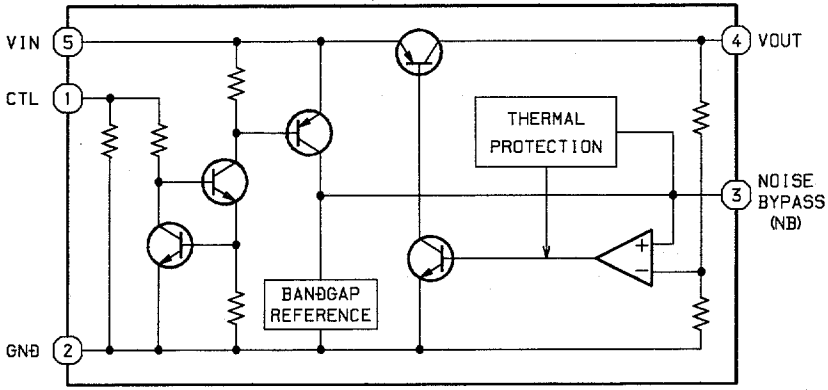 VIN 5
4 VOUT
CTL 1
THERMAL
PROTECTION
3 NOISE
BYPASS
(NB)
+
−
BANDGAP
REFERENCE
GND 2